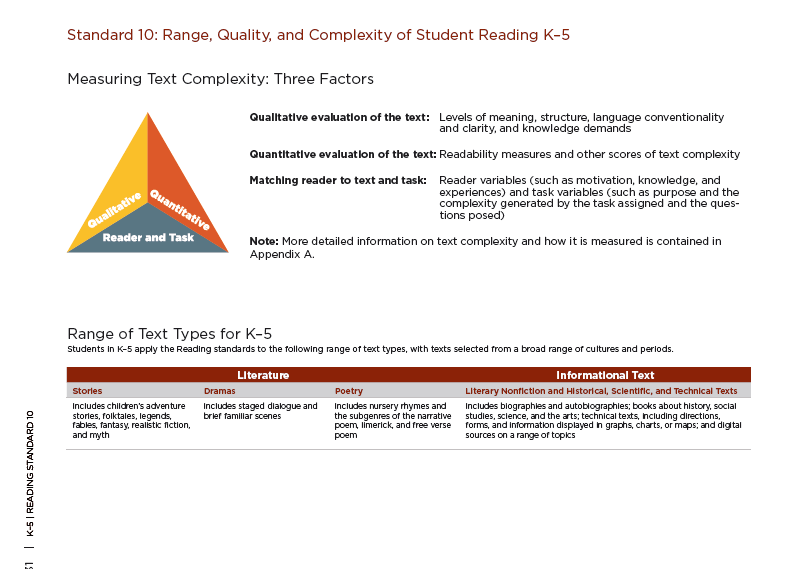 Standard 10: Range, Quality, and Complexity of Student Reading K–5
Measuring Text Complexity: Three Factors
Qualitative
Quantitative
Reader and Task
Qualitative evaluation of the text: Levels of meaning, structure, language conventionality
and clarity, and knowledge demands
Quantitative evaluation of the text: Readability measures and other scores of text complexity
Matching reader to text and task: Reader variables (such as motivation, knowledge, and
experiences) and task variables (such as purpose and the
complexity generated by the task assigned and the ques-
tions posed)
Note: More detailed information on text complexity and how it is measured is contained in
Appendix A.
Range of Text Types for K–5
Students in K–5 apply the Reading standards to the following range of text types, with texts selected from a broad range of cultures and periods.
Literature
Informational Text
Stories
Dramas
Poetry
Literary Nonfiction and Historical, Scientific, and Technical Texts
Includes children's adventure
stories, folktales, legends,
fables, fantasy, realistic fiction,
and myth
Includes staged dialogue and
brief familiar scenes
Includes nursery rhymes and
the subgenres of the narrative
poem, limerick, and free verse
poem
Includes biographies and autobiographies; books about history, social
studies, science, and the arts; technical texts, including directions,
forms, and information displayed in graphs, charts, or maps; and digital
sources on a range of topics
| K-5 | READING STANDARD 10